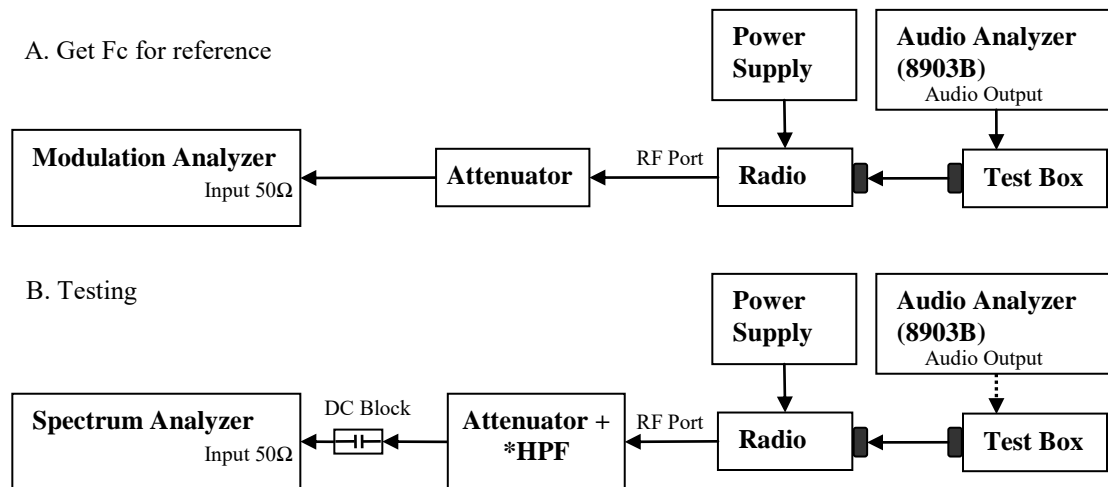 A. Get Fc for reference
Power
Supply
Audio Analyzer
(8903B)
Audio Output
Modulation Analyzer
Input 50Ω
Attenuator
RF Port
Radio
Test Box
B. Testing
Power
Supply
Audio Analyzer
(8903B)
Audio Output
Spectrum Analyzer
Input 50Ω
DC Block
Attenuator +
*HPF
RF Port
Radio
Test Box